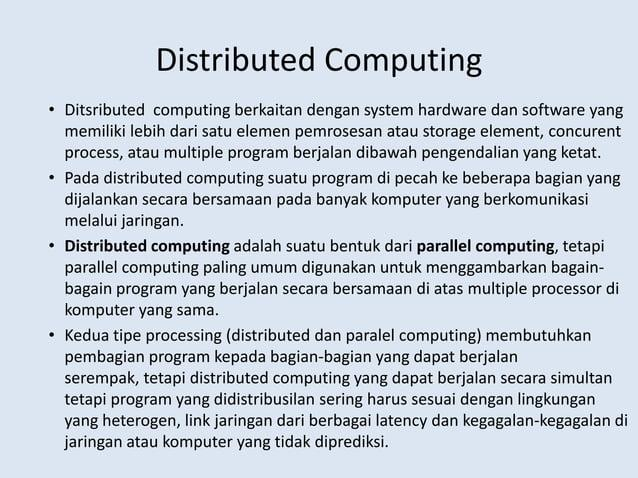 Distributed Computing
• Ditsributed computing berkaitan dengan system hardware dan software yang
memiliki lebih dari satu elemen pemrosesan atau storage element, concurent
process, atau multiple program berjalan dibawah pengendalian yang ketat.
• Pada distributed computing suatu program di pecah ke beberapa bagian yang
dijalankan secara bersamaan pada banyak komputer yang berkomunikasi
melalui jaringan.
• Distributed computing adalah suatu bentuk dari parallel computing, tetapi
parallel computing paling umum digunakan untuk menggambarkan bagain-
bagain program yang berjalan secara bersamaan di atas multiple processor di
komputer yang sama.
• Kedua tipe processing (distributed dan paralel computing) membutuhkan
pembagian program kepada bagian-bagian yang dapat berjalan
serempak, tetapi distributed computing yang dapat berjalan secara simultan
tetapi program yang didistribusilan sering harus sesuai dengan lingkungan
yang heterogen, link jaringan dari berbagai latency dan kegagalan-kegagalan di
jaringan atau komputer yang tidak diprediksi.